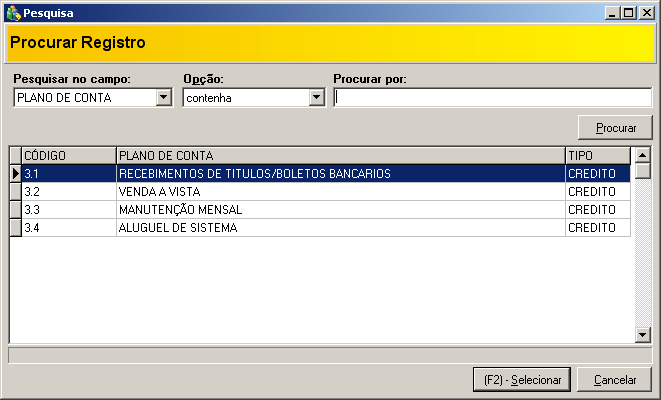 Pesquisa
Procurar Registro
Pesquisar no campo: Opção: Procurar por:
PLANO DE CONTA contenha
Procurar
CÓDIGO PLANO DE CONTA TIPO
3.1 RECEBIMENTOS DE TITULOS/BOLETOS BANCARIOS CREDITO
3.2 VENDA A VISTA CREDITO
3.3 MANUTENÇÃO MENSAL CREDITO
3.4 ALUGUEL DE SISTEMA CREDITO
(F2) - Selecionar Cancelar